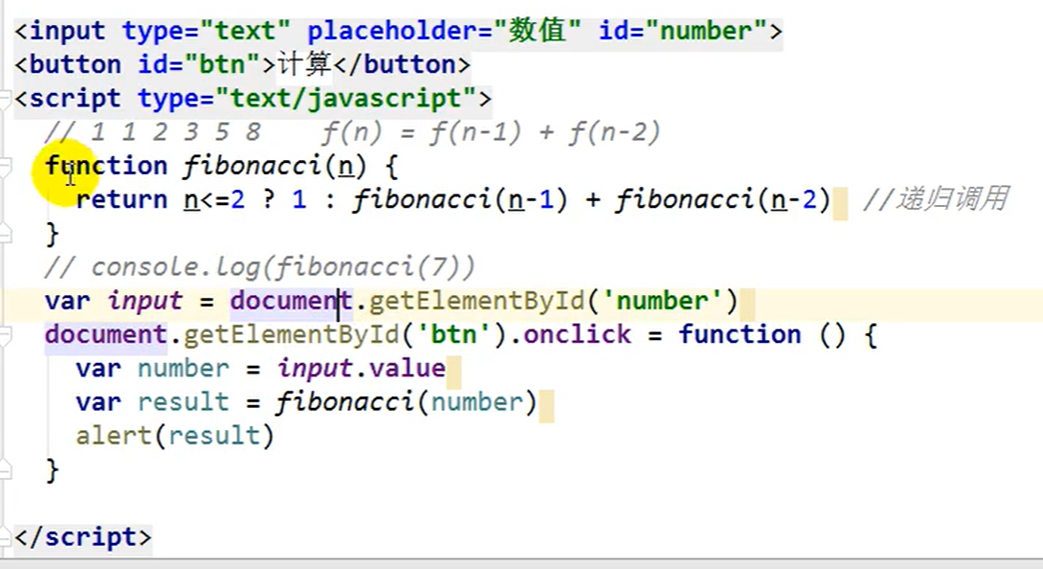 <input type="text" placeholder="数值" id="number">
<button id="btn">计算</button>
<script type="text/javascript">
// 1 1 2 3 5 8    f(n) = f(n-1) + f(n-2)
function fibonacci(n) {
return n<=2 ? 1 : fibonacci(n-1) + fibonacci(n-2)  //递归调用
}
// console.log(fibonacci(7))
var input = document.getElementById('number')
document.getElementById('btn').onclick = function () {
var number = input.value
var result = fibonacci(number)
alert(result)
}
</script>